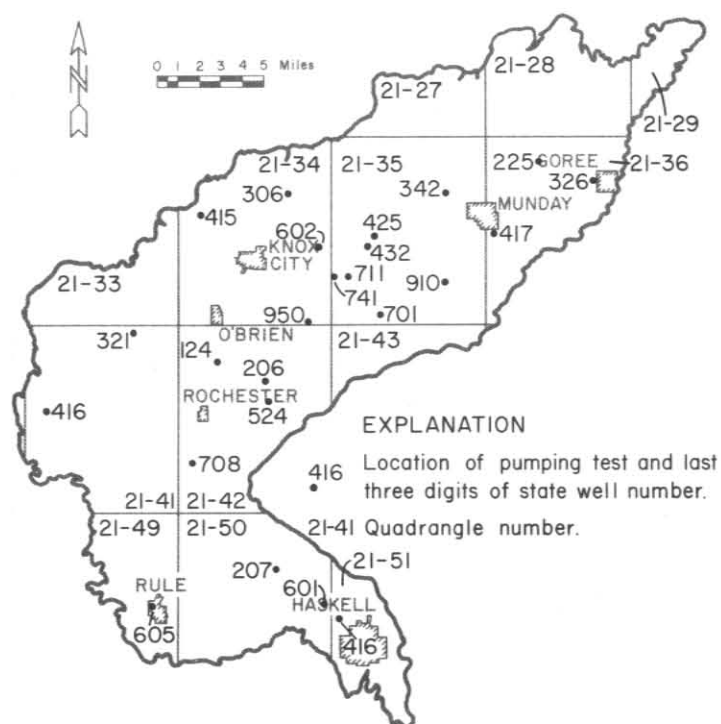 N
0 1 2 3 4 5 Miles
21-28
21-27
21-29
21-34
21-35
225
GOREE
21-36
326
306
342
MUNDAY
415
425
417
602
KNOX
CITY
432
711
910
21-33
741
701
950
321
O'BRIEN
21-43
124
206
ROCHESTER
416
524
EXPLANATION
708
416
Location of pumping test and last
three digits of state well number.
21-41
21-42
21-49
21-50
21-41 Quadrangle number.
21-51
207
RULE
601
HASKELL
605
416